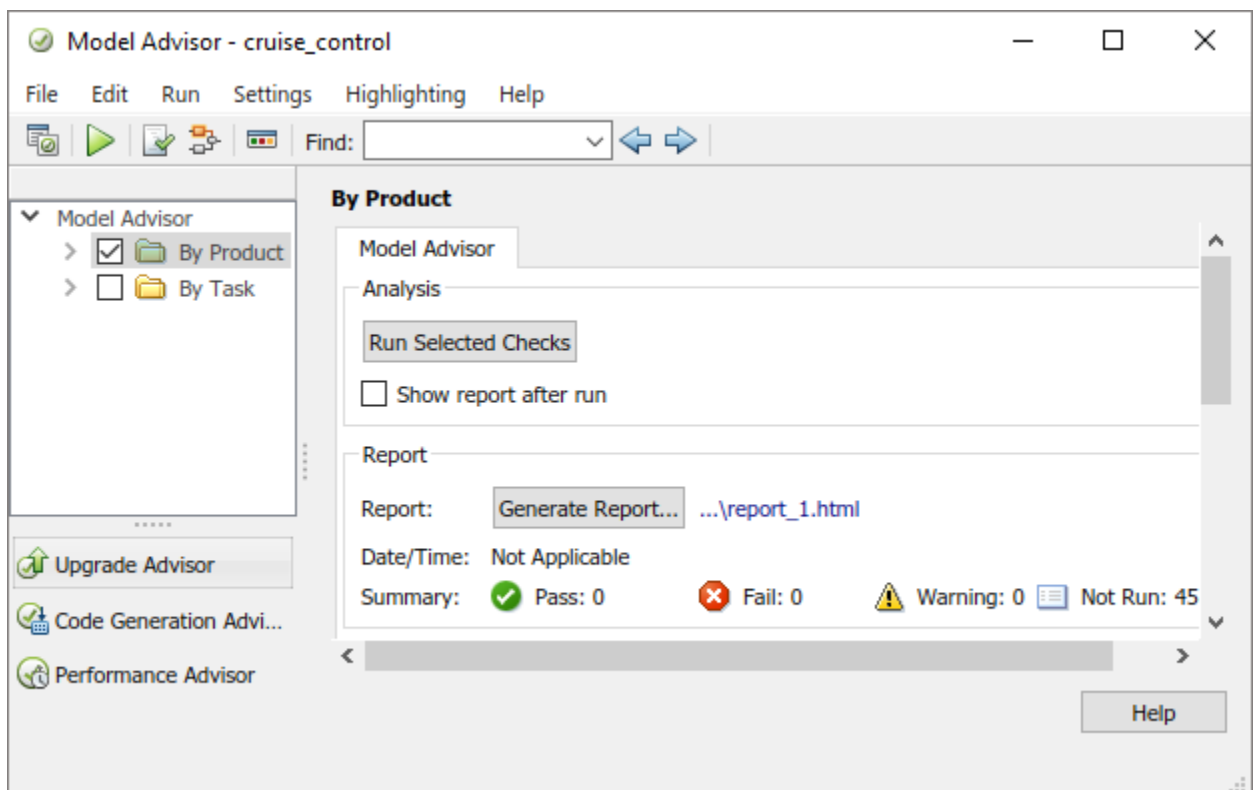 Model Advisor - cruise_control
File Edit Run Settings Highlighting Help
Find:
Model Advisor
By Product
By Task
Upgrade Advisor
Code Generation Advi...
Performance Advisor
By Product
Model Advisor
Analysis
Run Selected Checks
Show report after run
Report
Report: Generate Report... ...\report_1.html
Date/Time: Not Applicable
Summary: Pass: 0 Fail: 0 Warning: 0 Not Run: 45
Help